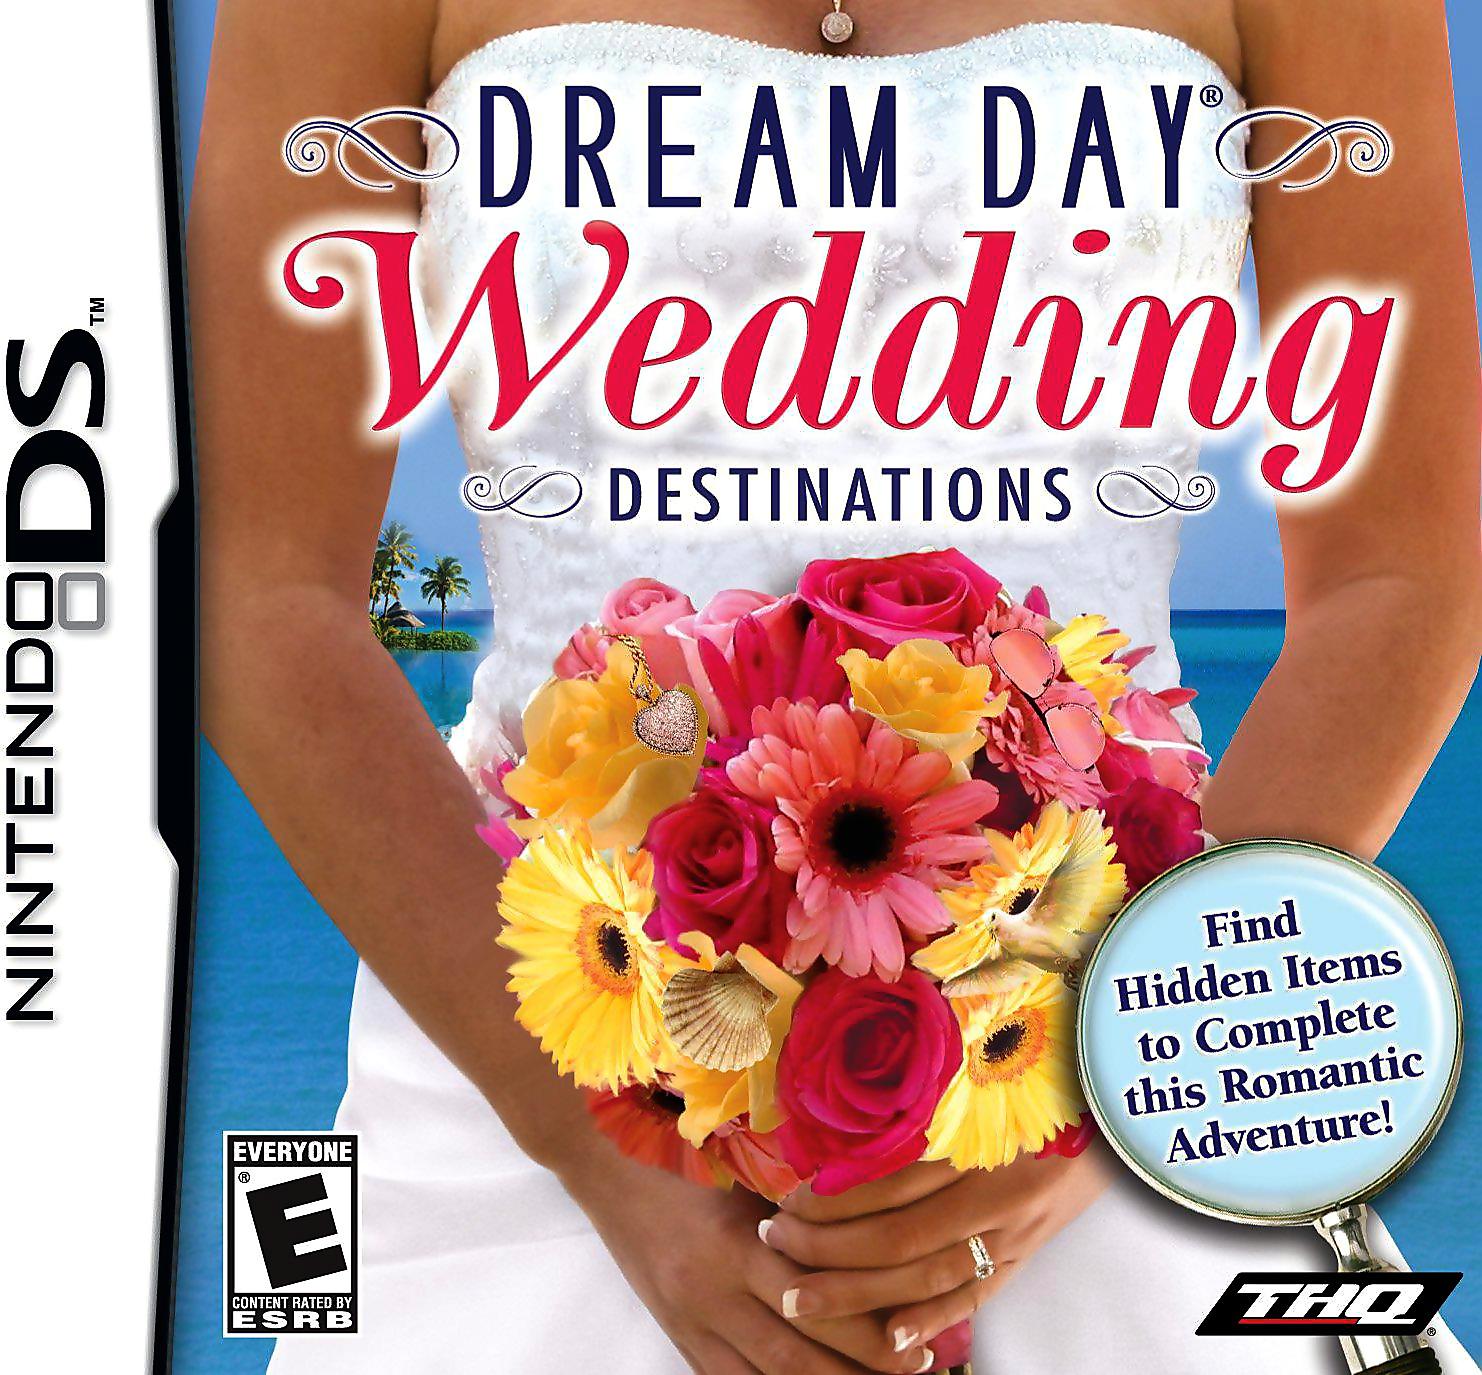 NINTENDO DS™
DREAM DAY®
Wedding
DESTINATIONS
Find
Hidden Items
to Complete
this Romantic
Adventure!
EVERYONE
E®
CONTENT RATED BY
ESRB
THQ®